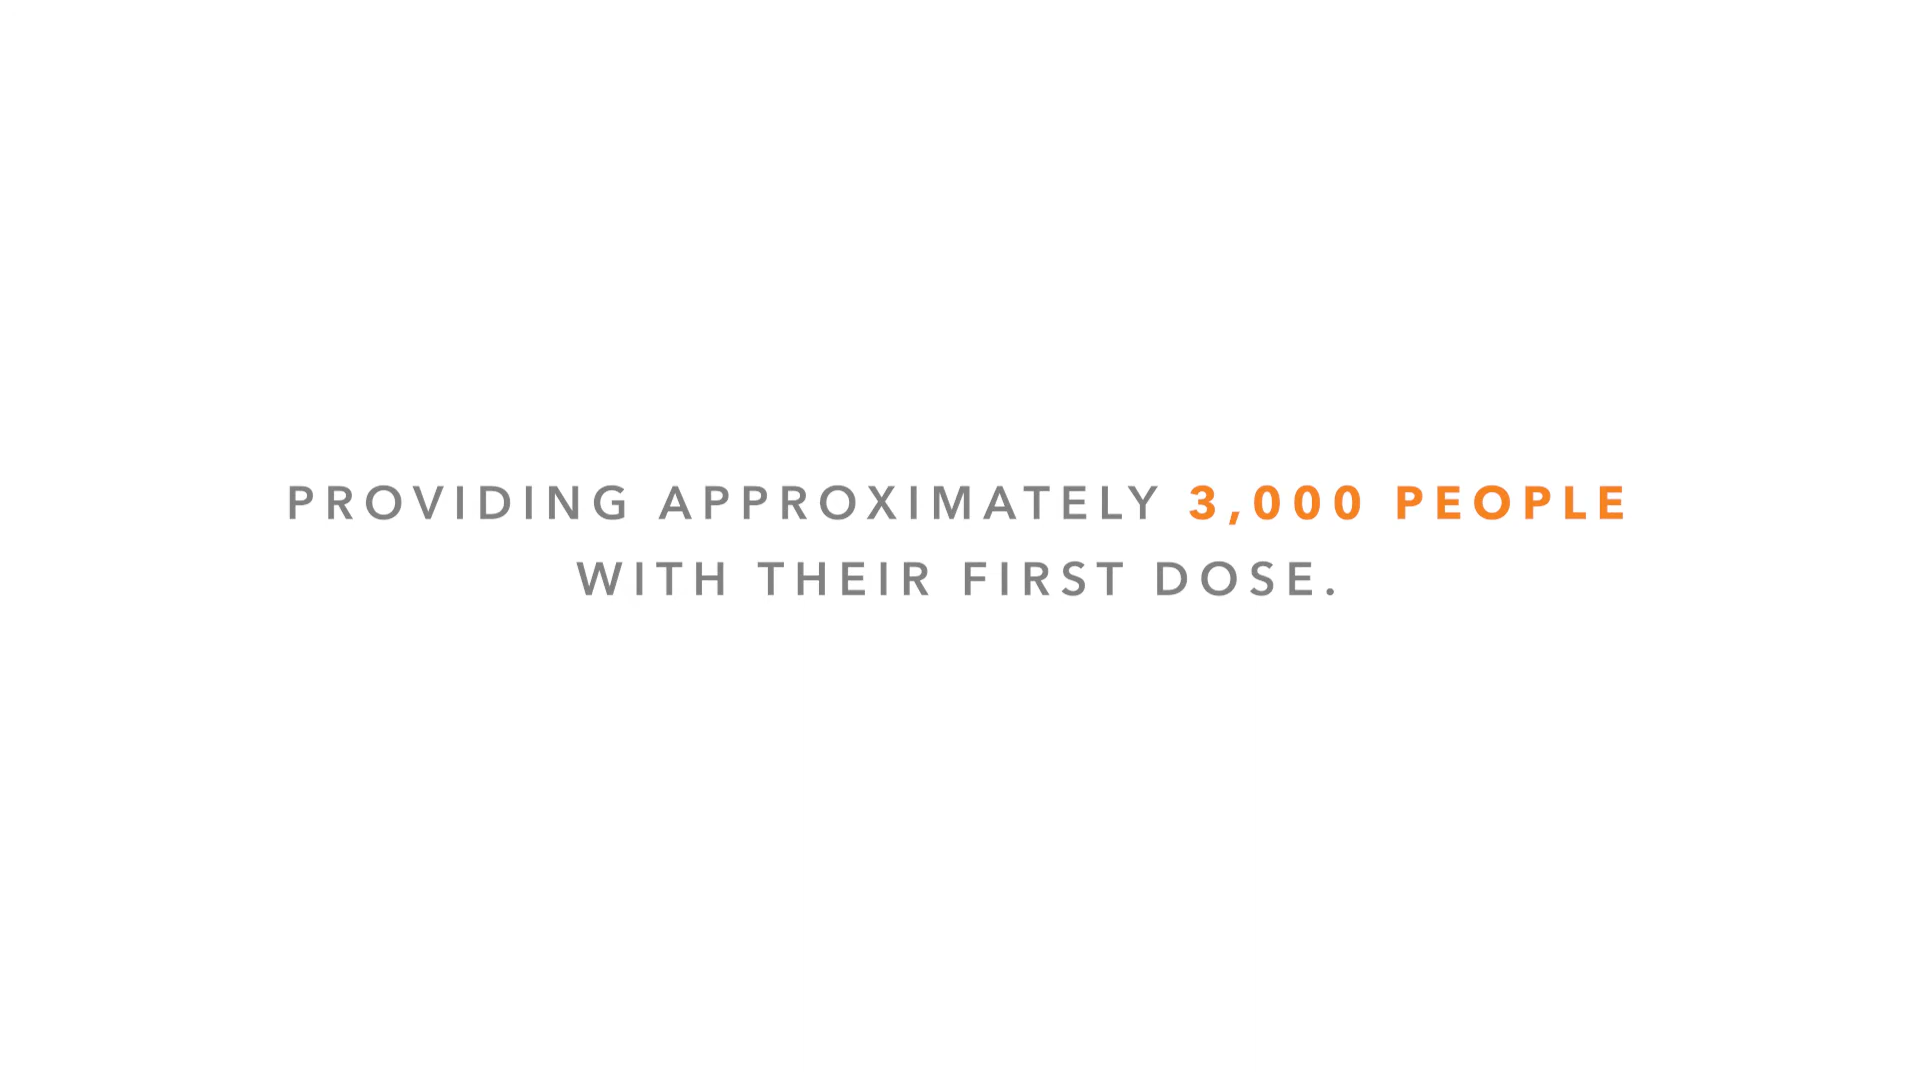 PROVIDING APPROXIMATELY 3,000 PEOPLE
WITH THEIR FIRST DOSE.